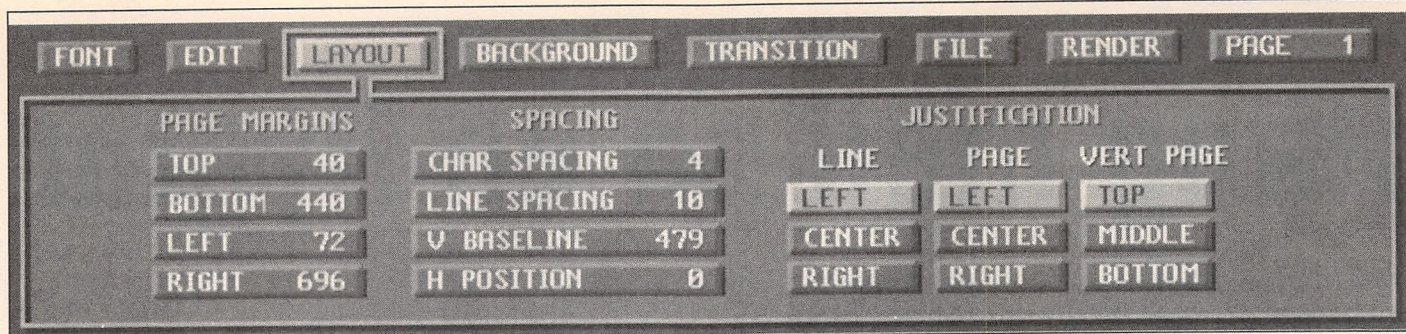 FONT EDIT LAYOUT BACKGROUND TRANSITION FILE RENDER PAGE 1
PAGE MARGINS SPACING JUSTIFICATION
LINE PAGE VERT PAGE
TOP 40 CHAR SPACING 4 LEFT LEFT TOP
BOTTOM 440 LINE SPACING 10 CENTER CENTER MIDDLE
LEFT 72 V BASELINE 479 RIGHT RIGHT BOTTOM
RIGHT 696 H POSITION 0